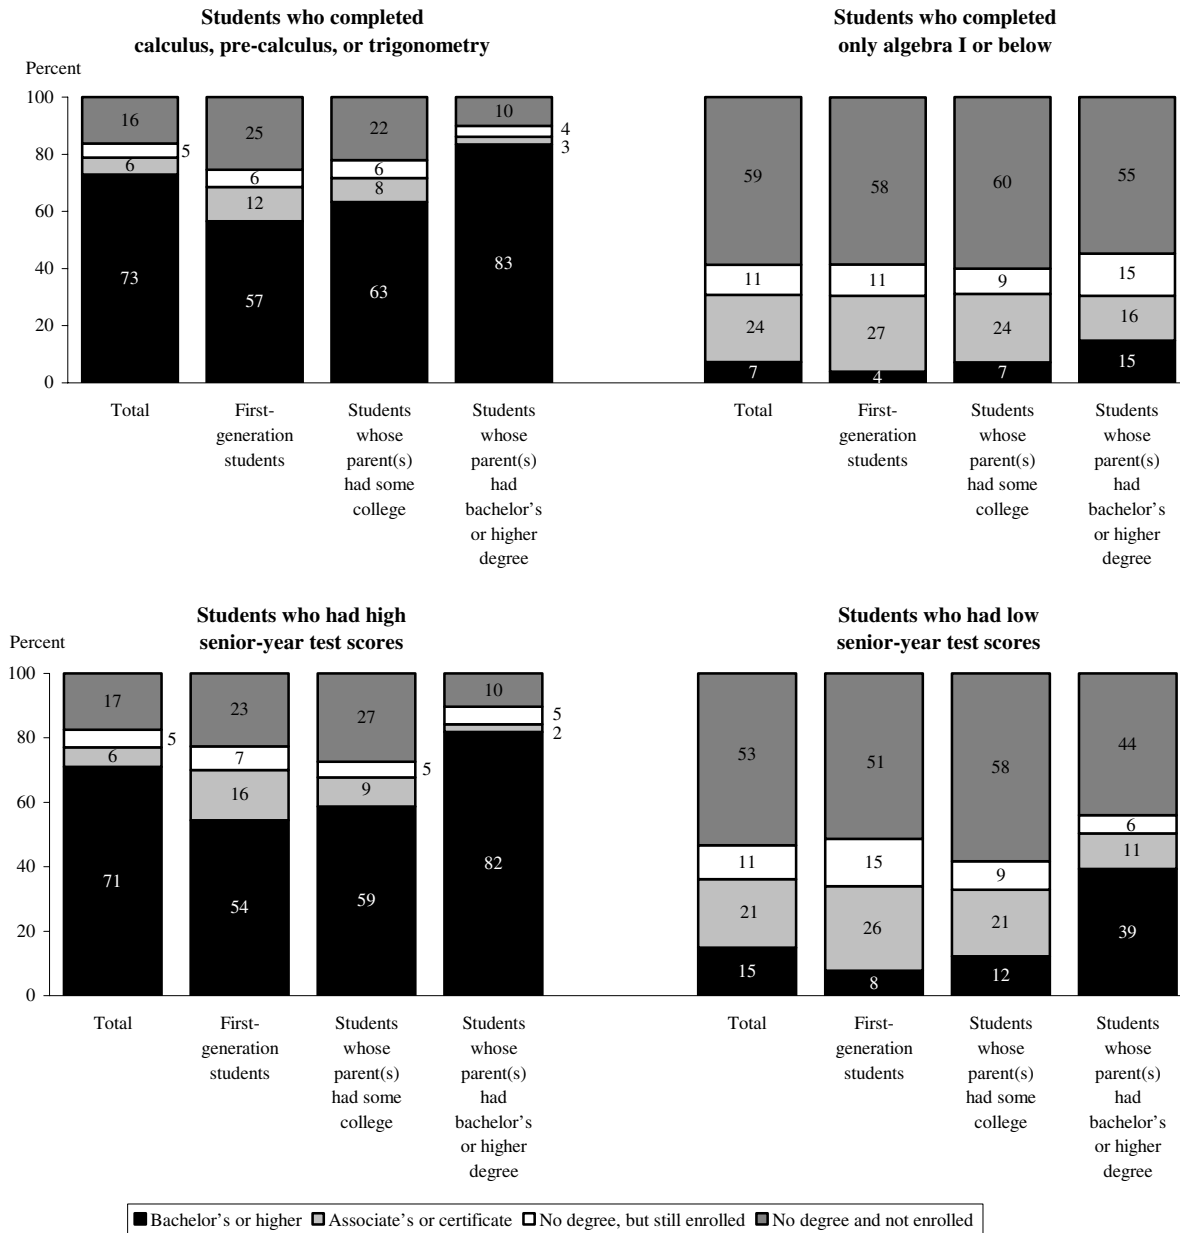 Students who completed
calculus, pre-calculus, or trigonometry
Percent
100
80
60
40
20
0
16
5
6
73
25
6
12
57
22
6
8
63
10
4
3
83
Total
First-
generation
students
Students
whose
parent(s)
had some
college
Students
whose
parent(s)
had
bachelor's
or higher
degree
Students who completed
only algebra I or below
59
11
24
7
58
11
27
4
60
9
24
7
55
15
16
15
Total
First-
generation
students
Students
whose
parent(s)
had some
college
Students
whose
parent(s)
had
bachelor's
or higher
degree
Students who had high
senior-year test scores
Percent
100
80
60
40
20
0
17
5
6
71
23
7
16
54
27
5
9
59
10
5
2
82
Total
First-
generation
students
Students
whose
parent(s)
had some
college
Students
whose
parent(s)
had
bachelor's
or higher
degree
Students who had low
senior-year test scores
53
11
21
15
51
15
26
8
58
9
21
12
44
6
11
39
Total
First-
generation
students
Students
whose
parent(s)
had some
college
Students
whose
parent(s)
had
bachelor's
or higher
degree
Bachelor's or higher Associate's or certificate No degree, but still enrolled No degree and not enrolled